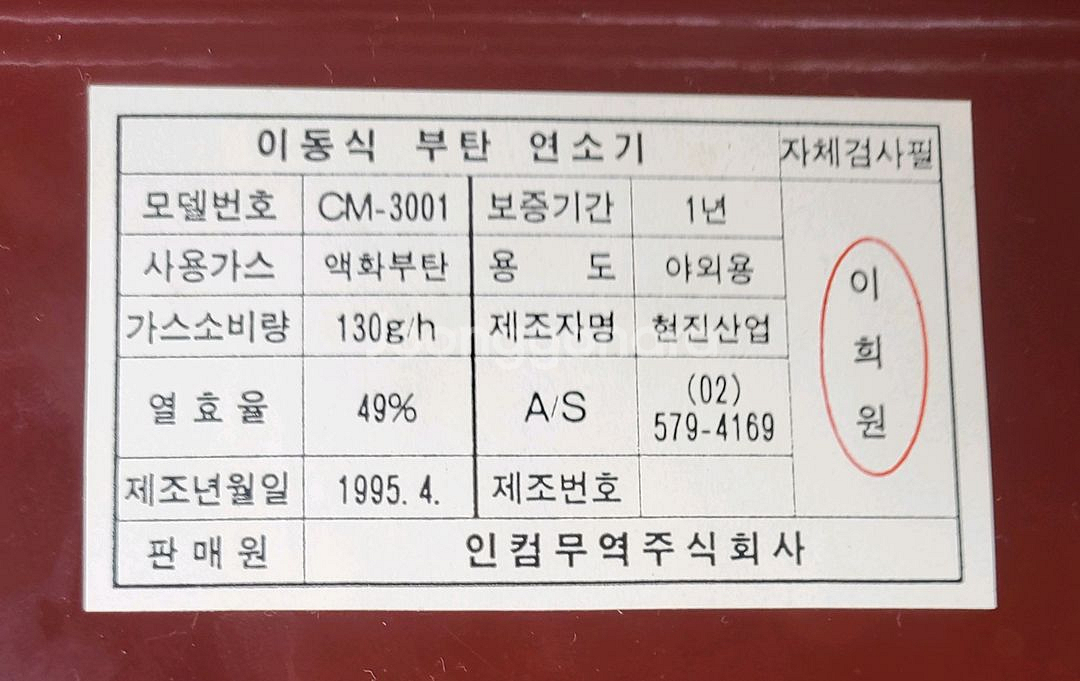 이동식 부탄 연소기 자체검사필
모델번호 CM-3001 보증기간 1년
사용가스 액화부탄 용 도 야외용
가스소비량 130g/h 제조자명 현진산업
열효율 49% A/S (02)
579-4169
제조년월일 1995. 4. 제조번호
판매원 인컴무역주식회사
이
희
원